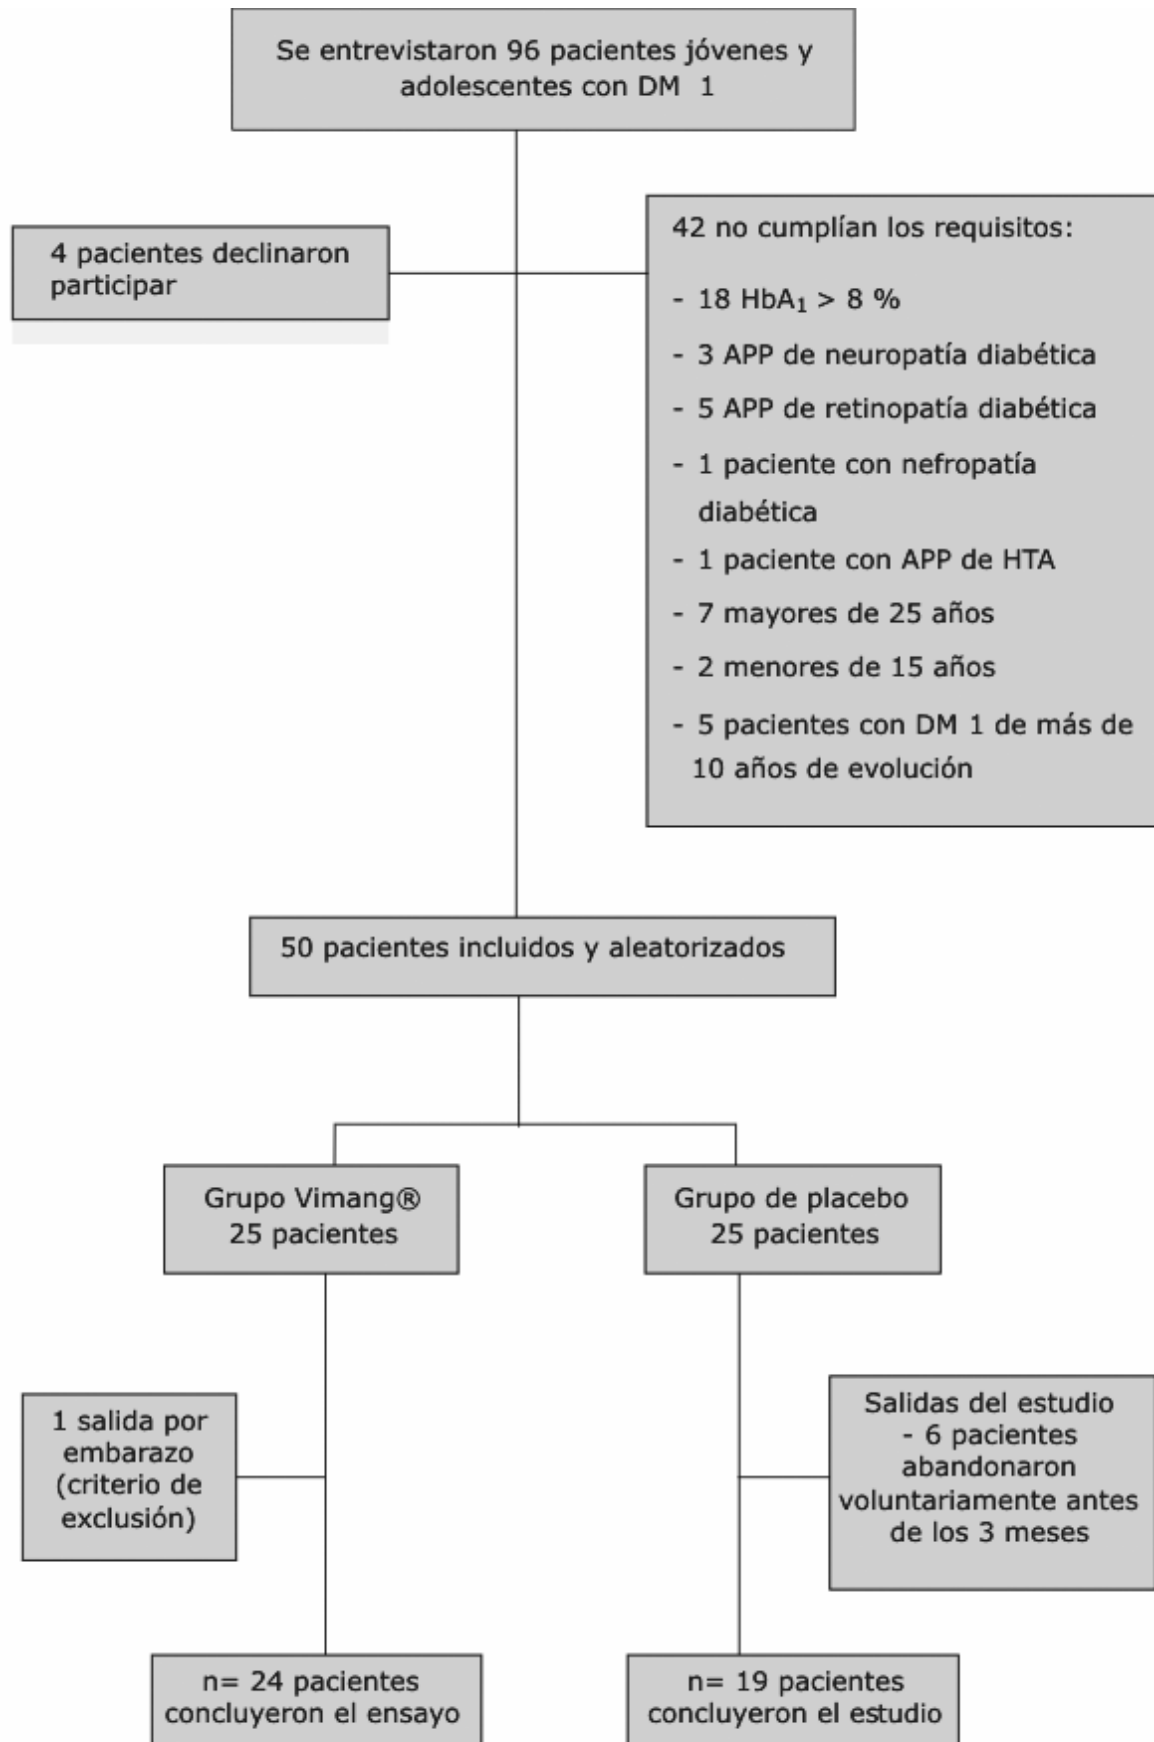 Se entrevistaron 96 pacientes jóvenes y
adolescentes con DM 1
4 pacientes declinaron
participar
42 no cumplían los requisitos:
- 18 HbA₁ > 8 %
- 3 APP de neuropatía diabética
- 5 APP de retinopatía diabética
- 1 paciente con nefropatía
diabética
- 1 paciente con APP de HTA
- 7 mayores de 25 años
- 2 menores de 15 años
- 5 pacientes con DM 1 de más de
10 años de evolución
50 pacientes incluidos y aleatorizados
Grupo Vimang®
25 pacientes
Grupo de placebo
25 pacientes
1 salida por
embarazo
(criterio de
exclusión)
Salidas del estudio
- 6 pacientes
abandonaron
voluntariamente antes
de los 3 meses
n= 24 pacientes
concluyeron el ensayo
n= 19 pacientes
concluyeron el estudio